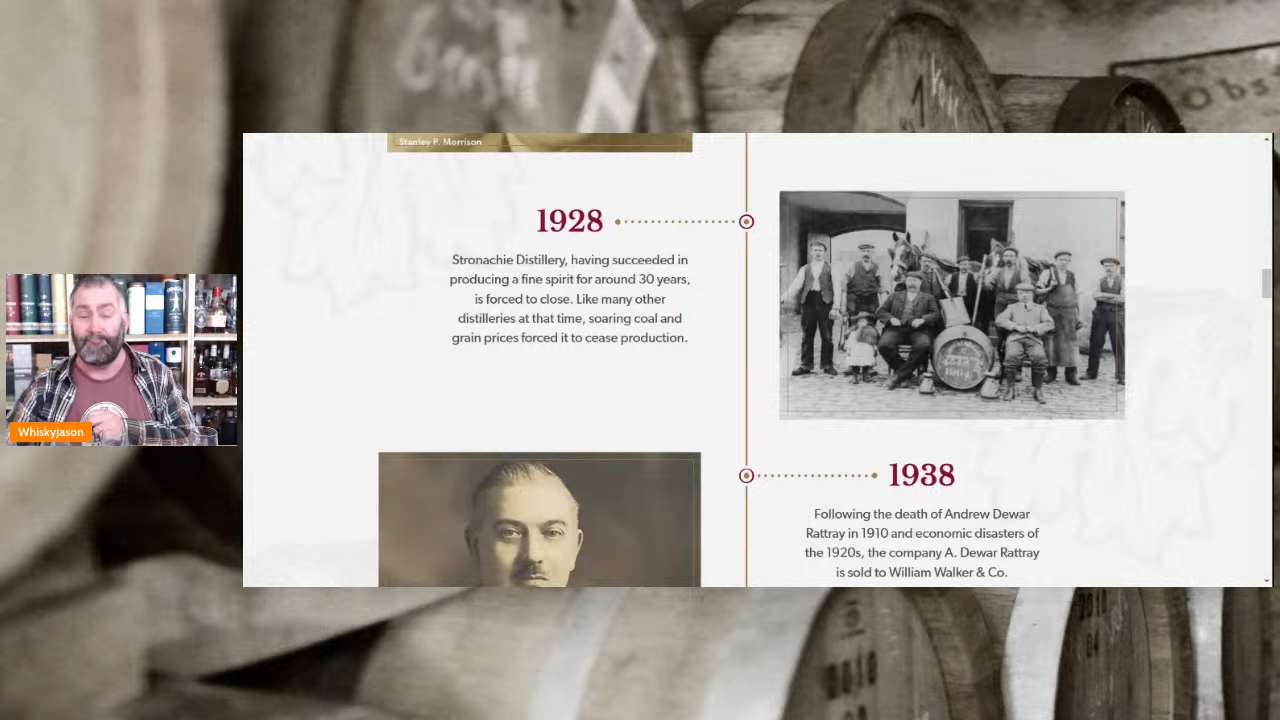 Stanley P. Morrison
1928
Stronachie Distillery, having succeeded in
producing a fine spirit for around 30 years,
is forced to close. Like many other
distilleries at that time, soaring coal and
grain prices forced it to cease production.
1938
Following the death of Andrew Dewar
Rattray in 1910 and economic disasters of
the 1920s, the company A. Dewar Rattray
is sold to William Walker & Co.
WhiskyJason